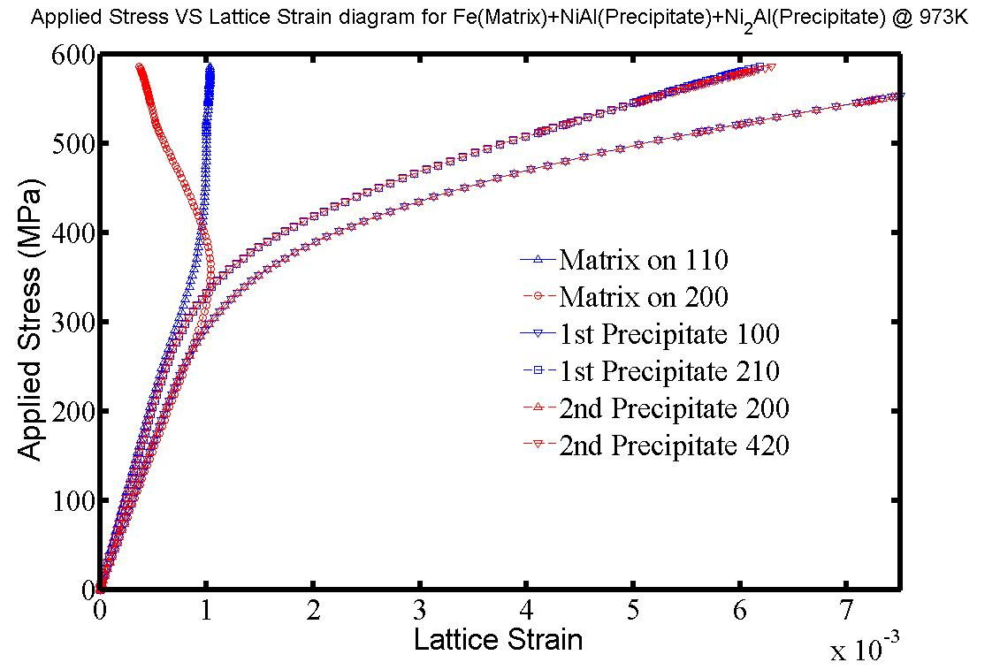 Applied Stress VS Lattice Strain diagram for Fe(Matrix)+NiAl(Precipitate)+Ni₂Al(Precipitate) @ 973K
600
500
400
300
200
100
0
Applied Stress (MPa)
Matrix on 110
Matrix on 200
1st Precipitate 100
1st Precipitate 210
2nd Precipitate 200
2nd Precipitate 420
0 1 2 3 4 5 6 7
Lattice Strain
x 10⁻³